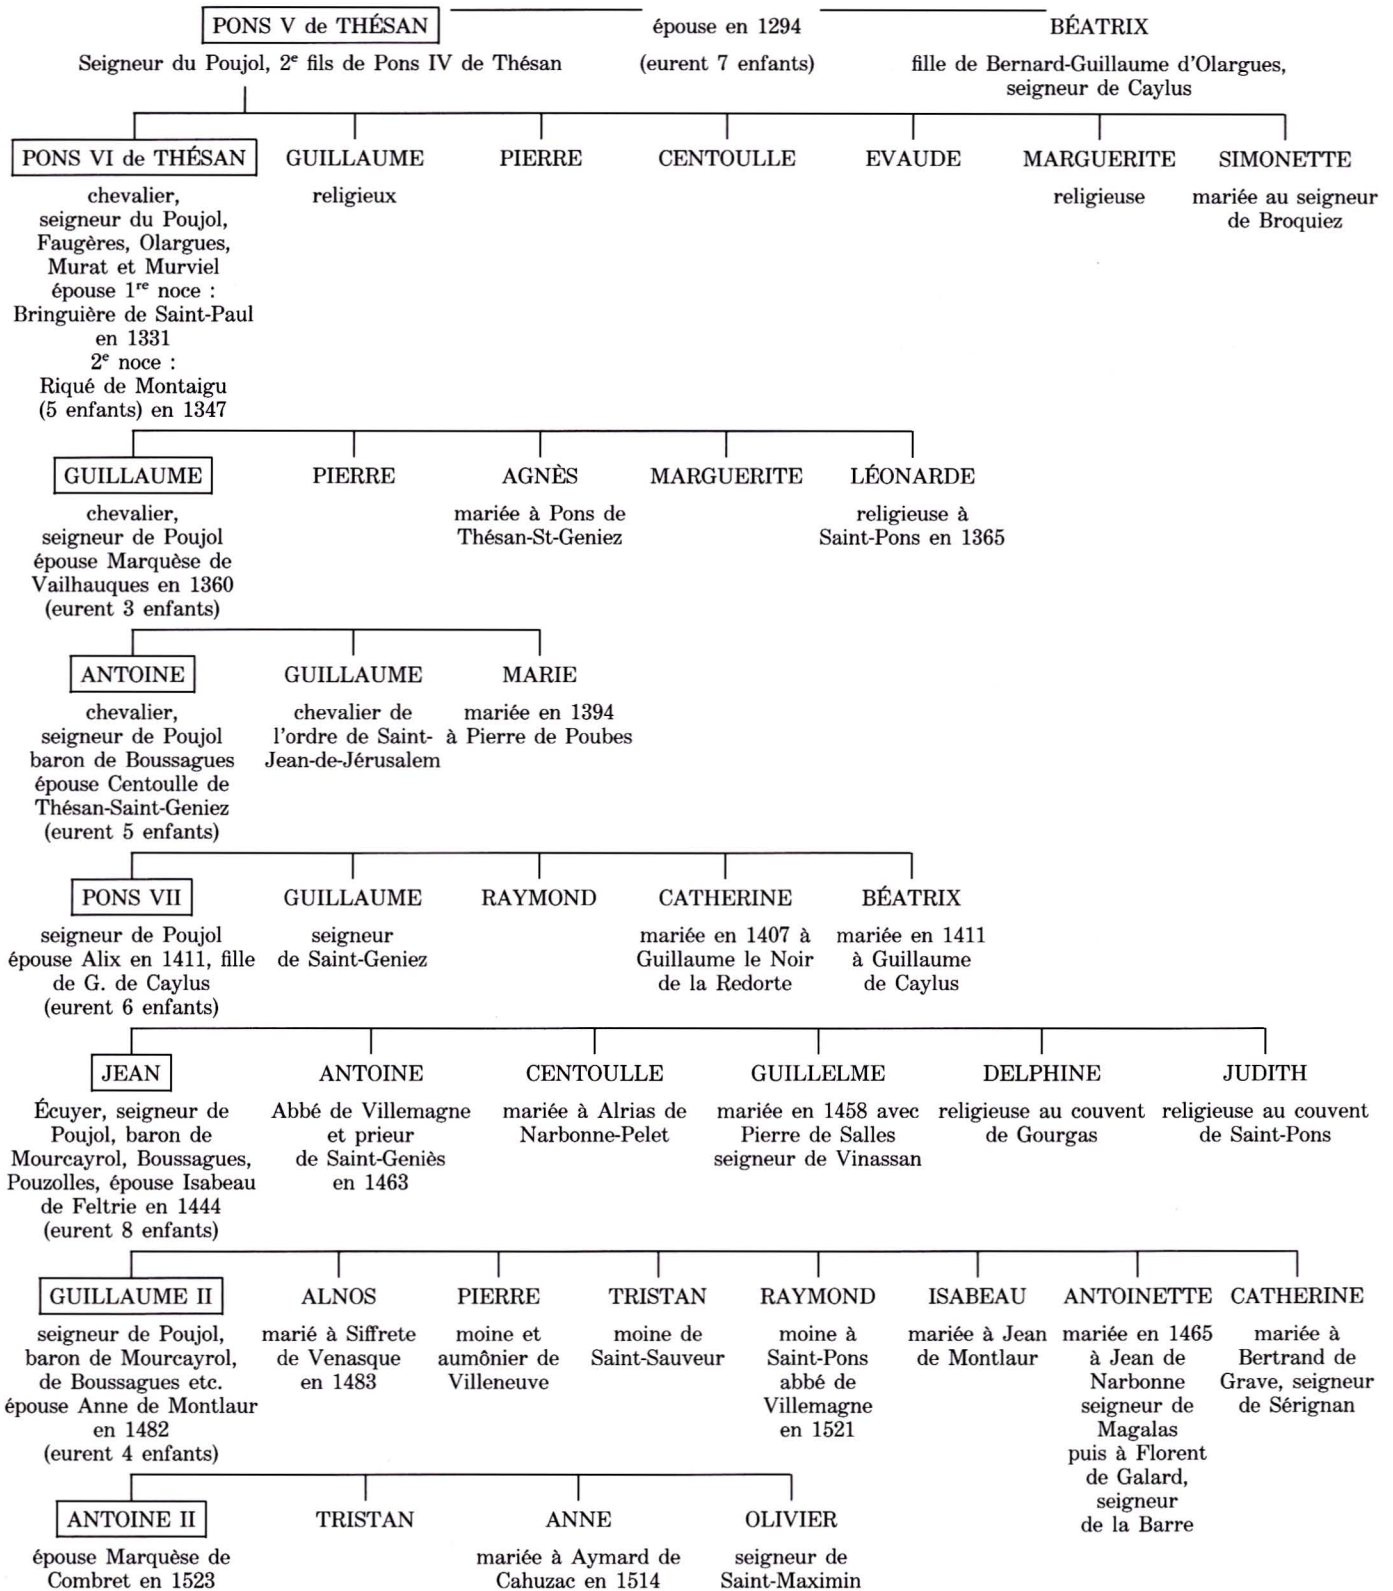 PONS V de THÉSAN
épouse en 1294
BÉATRIX
Seigneur du Poujol, 2e fils de Pons IV de Thésan
(eurent 7 enfants)
fille de Bernard-Guillaume d'Olargues,
seigneur de Caylus
PONS VI de THÉSAN
chevalier,
seigneur du Poujol,
Faugères, Olargues,
Murat et Murviel
épouse 1re noce :
Bringuière de Saint-Paul
en 1331
2e noce :
Riqué de Montaigu
(5 enfants) en 1347
GUILLAUME
religieux
PIERRE
CENTOULLE
EVAUDE
MARGUERITE
religieuse
SIMONETTE
mariée au seigneur
de Broquiez
GUILLAUME
chevalier,
seigneur de Poujol
épouse Marquèse de
Vailhauques en 1360
(eurent 3 enfants)
PIERRE
AGNÈS
mariée à Pons de
Thésan-St-Geniez
MARGUERITE
LÉONARDE
religieuse à
Saint-Pons en 1365
ANTOINE
chevalier,
seigneur de Poujol
baron de Boussagues
épouse Centoulle de
Thésan-Saint-Geniez
(eurent 5 enfants)
GUILLAUME
chevalier de
l'ordre de Saint-
Jean-de-Jérusalem
MARIE
mariée en 1394
à Pierre de Poubes
PONS VII
seigneur de Poujol
épouse Alix en 1411, fille
de G. de Caylus
(eurent 6 enfants)
GUILLAUME
seigneur
de Saint-Geniez
RAYMOND
CATHERINE
mariée en 1407 à
Guillaume le Noir
de la Redorte
BÉATRIX
mariée en 1411
à Guillaume
de Caylus
JEAN
Écuyer, seigneur de
Poujol, baron de
Mourcayrol, Boussagues,
Pouzolles, épouse Isabeau
de Feltrie en 1444
(eurent 8 enfants)
ANTOINE
Abbé de Villemagne
et prieur
de Saint-Geniès
en 1463
CENTOULLE
mariée à Alrias de
Narbonne-Pelet
GUILLELME
mariée en 1458 avec
Pierre de Salles
seigneur de Vinassan
DELPHINE
religieuse au couvent
de Gourgas
JUDITH
religieuse au couvent
de Saint-Pons
GUILLAUME II
seigneur de Poujol,
baron de Mourcayrol,
de Boussagues etc.
épouse Anne de Montlaur
en 1482
(eurent 4 enfants)
ALNOS
marié à Siffrete
de Venasque
en 1483
PIERRE
moine et
aumônier de
Villeneuve
TRISTAN
moine de
Saint-Sauveur
RAYMOND
moine à
Saint-Pons
abbé de
Villemagne
en 1521
ISABEAU
mariée à Jean
de Montlaur
ANTOINETTE
mariée en 1465
à Jean de
Narbonne
seigneur de
Magalas
puis à Florent
de Galard,
seigneur
de la Barre
CATHERINE
mariée à
Bertrand de
Grave, seigneur
de Sérignan
ANTOINE II
épouse Marquèse de
Combret en 1523
TRISTAN
ANNE
mariée à Aymard de
Cahuzac en 1514
OLIVIER
seigneur de
Saint-Maximin